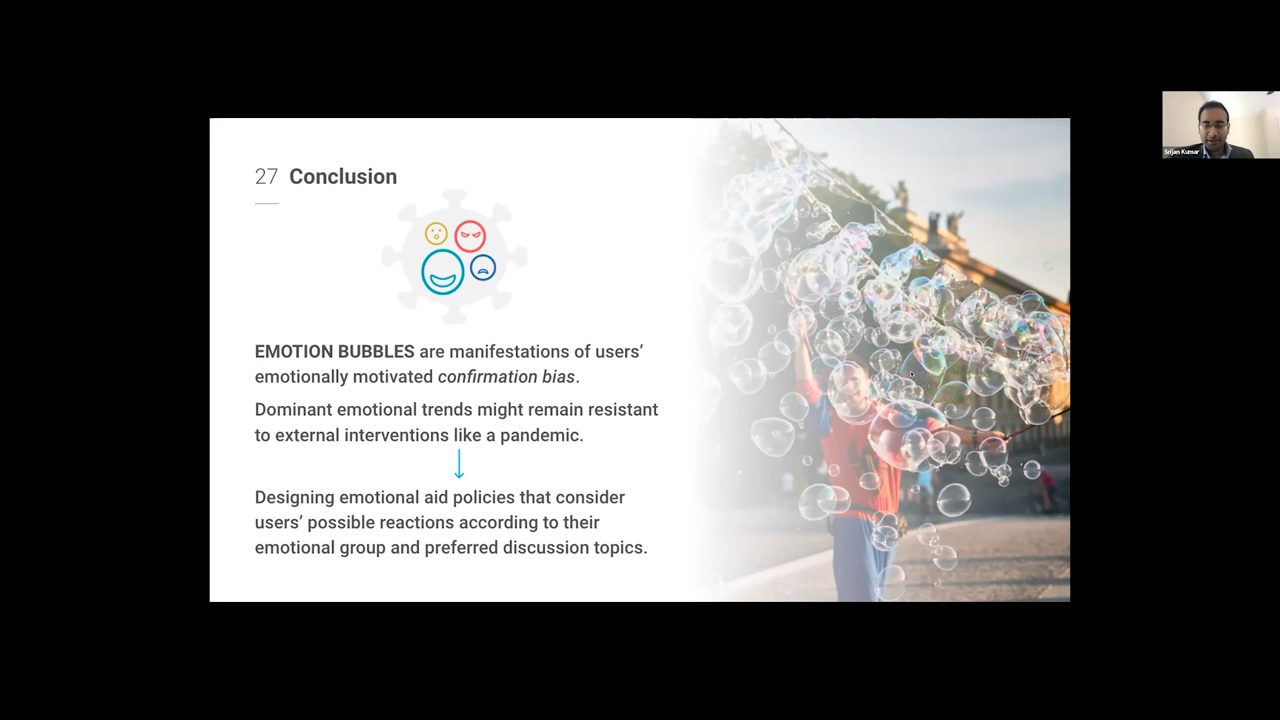 27 Conclusion
EMOTION BUBBLES are manifestations of users’
emotionally motivated confirmation bias.
Dominant emotional trends might remain resistant
to external interventions like a pandemic.
Designing emotional aid policies that consider
users’ possible reactions according to their
emotional group and preferred discussion topics.
Srijan Kumar